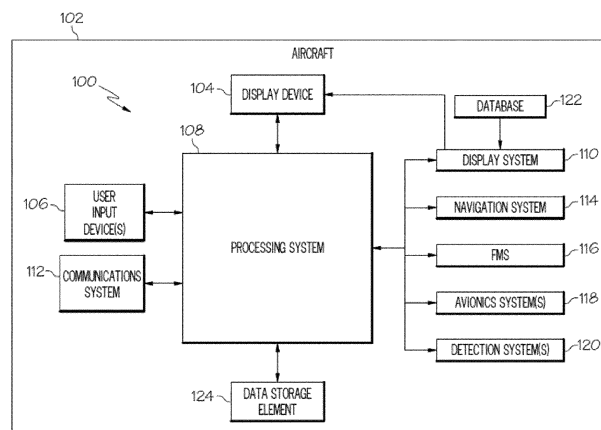 102
AIRCRAFT
100
104
DISPLAY DEVICE
DATABASE
122
108
DISPLAY SYSTEM
110
106
USER
INPUT
DEVICE(S)
NAVIGATION SYSTEM
114
PROCESSING SYSTEM
FMS
116
112
COMMUNICATIONS
SYSTEM
AVIONICS SYSTEM(S)
118
DETECTION SYSTEM(S)
120
124
DATA STORAGE
ELEMENT